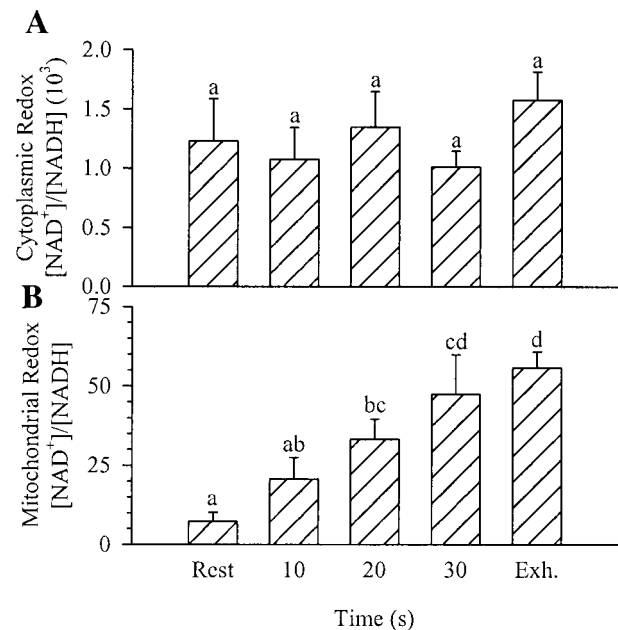 A
Cytoplasmic Redox
[NAD⁺]/[NADH] (10³)
2.0
1.5
1.0
0.5
0.0
a
a
a
a
a
B
Mitochondrial Redox
[NAD⁺]/[NADH]
75
50
25
0
a
ab
bc
cd
d
Rest
10
20
30
Exh.
Time (s)